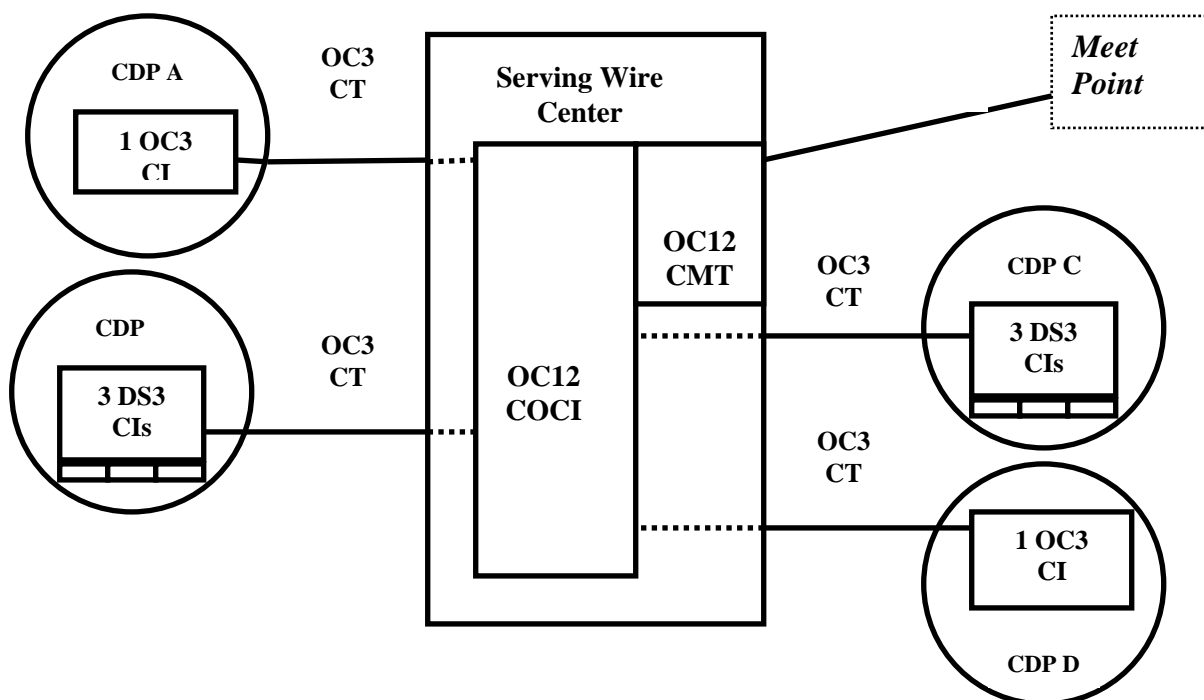 CDP A
1 OC3
CI
OC3
CT
Serving Wire
Center
Meet
Point
OC12
CMT
OC3
CT
CDP C
3 DS3
CIs
CDP
3 DS3
CIs
OC3
CT
OC12
COCI
OC3
CT
1 OC3
CI
CDP D